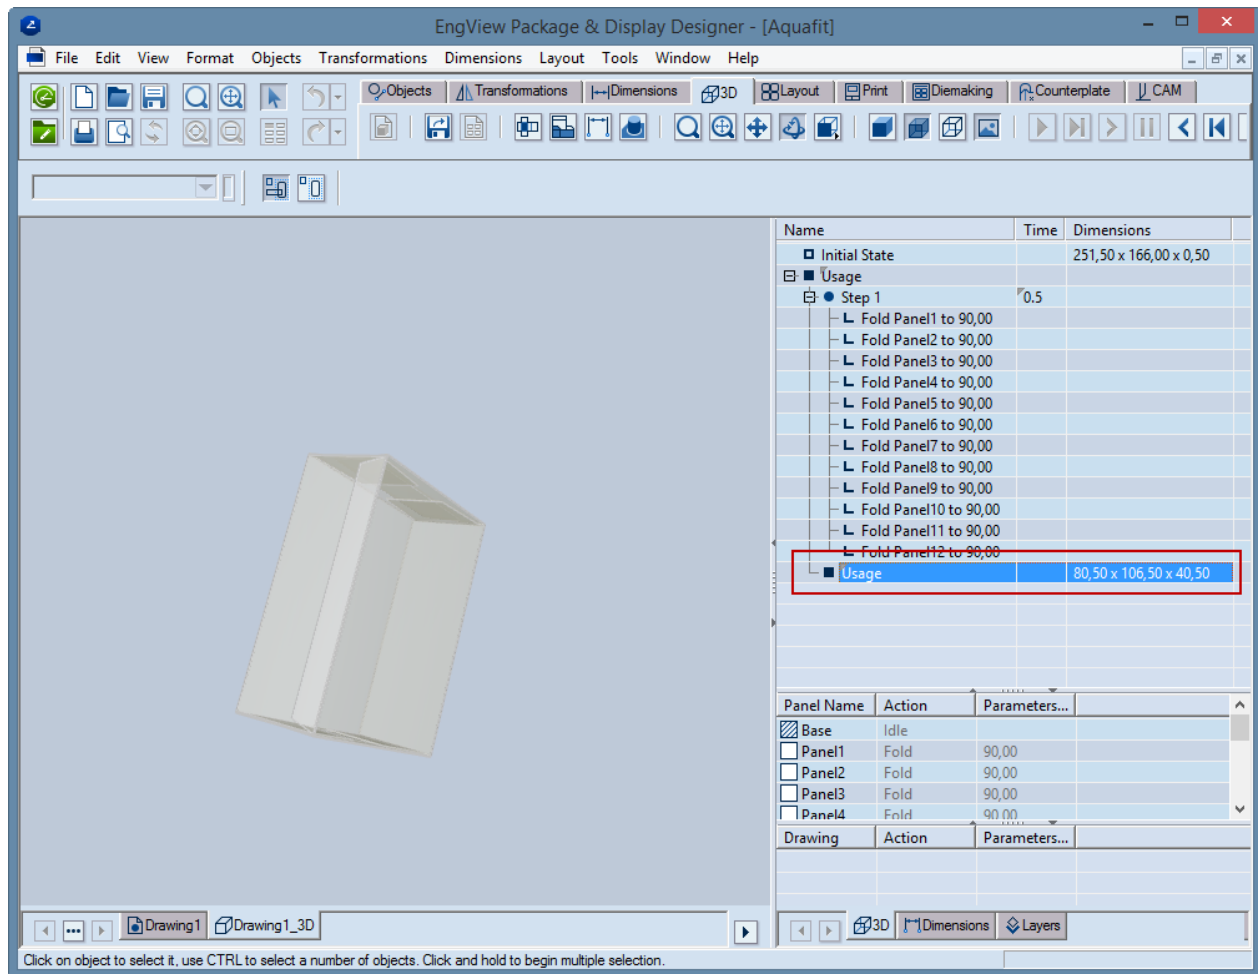 EngView Package & Display Designer - [Aquafit]
File Edit View Format Objects Transformations Dimensions Layout Tools Window Help
Objects Transformations Dimensions 3D Layout Print Diemaking Counterplate CAM
Name Time Dimensions
Initial State 251,50 x 166,00 x 0,50
Usage
Step 1 0.5
Fold Panel1 to 90,00
Fold Panel2 to 90,00
Fold Panel3 to 90,00
Fold Panel4 to 90,00
Fold Panel5 to 90,00
Fold Panel6 to 90,00
Fold Panel7 to 90,00
Fold Panel8 to 90,00
Fold Panel9 to 90,00
Fold Panel10 to 90,00
Fold Panel11 to 90,00
Fold Panel12 to 90,00
Usage 80,50 x 106,50 x 40,50
Panel Name Action Parameters...
Base Idle
Panel1 Fold 90,00
Panel2 Fold 90,00
Panel3 Fold 90,00
Panel4 Fold 90,00
Drawing Action Parameters...
Drawing1 Drawing1_3D
3D Dimensions Layers
Click on object to select it, use CTRL to select a number of objects. Click and hold to begin multiple selection.